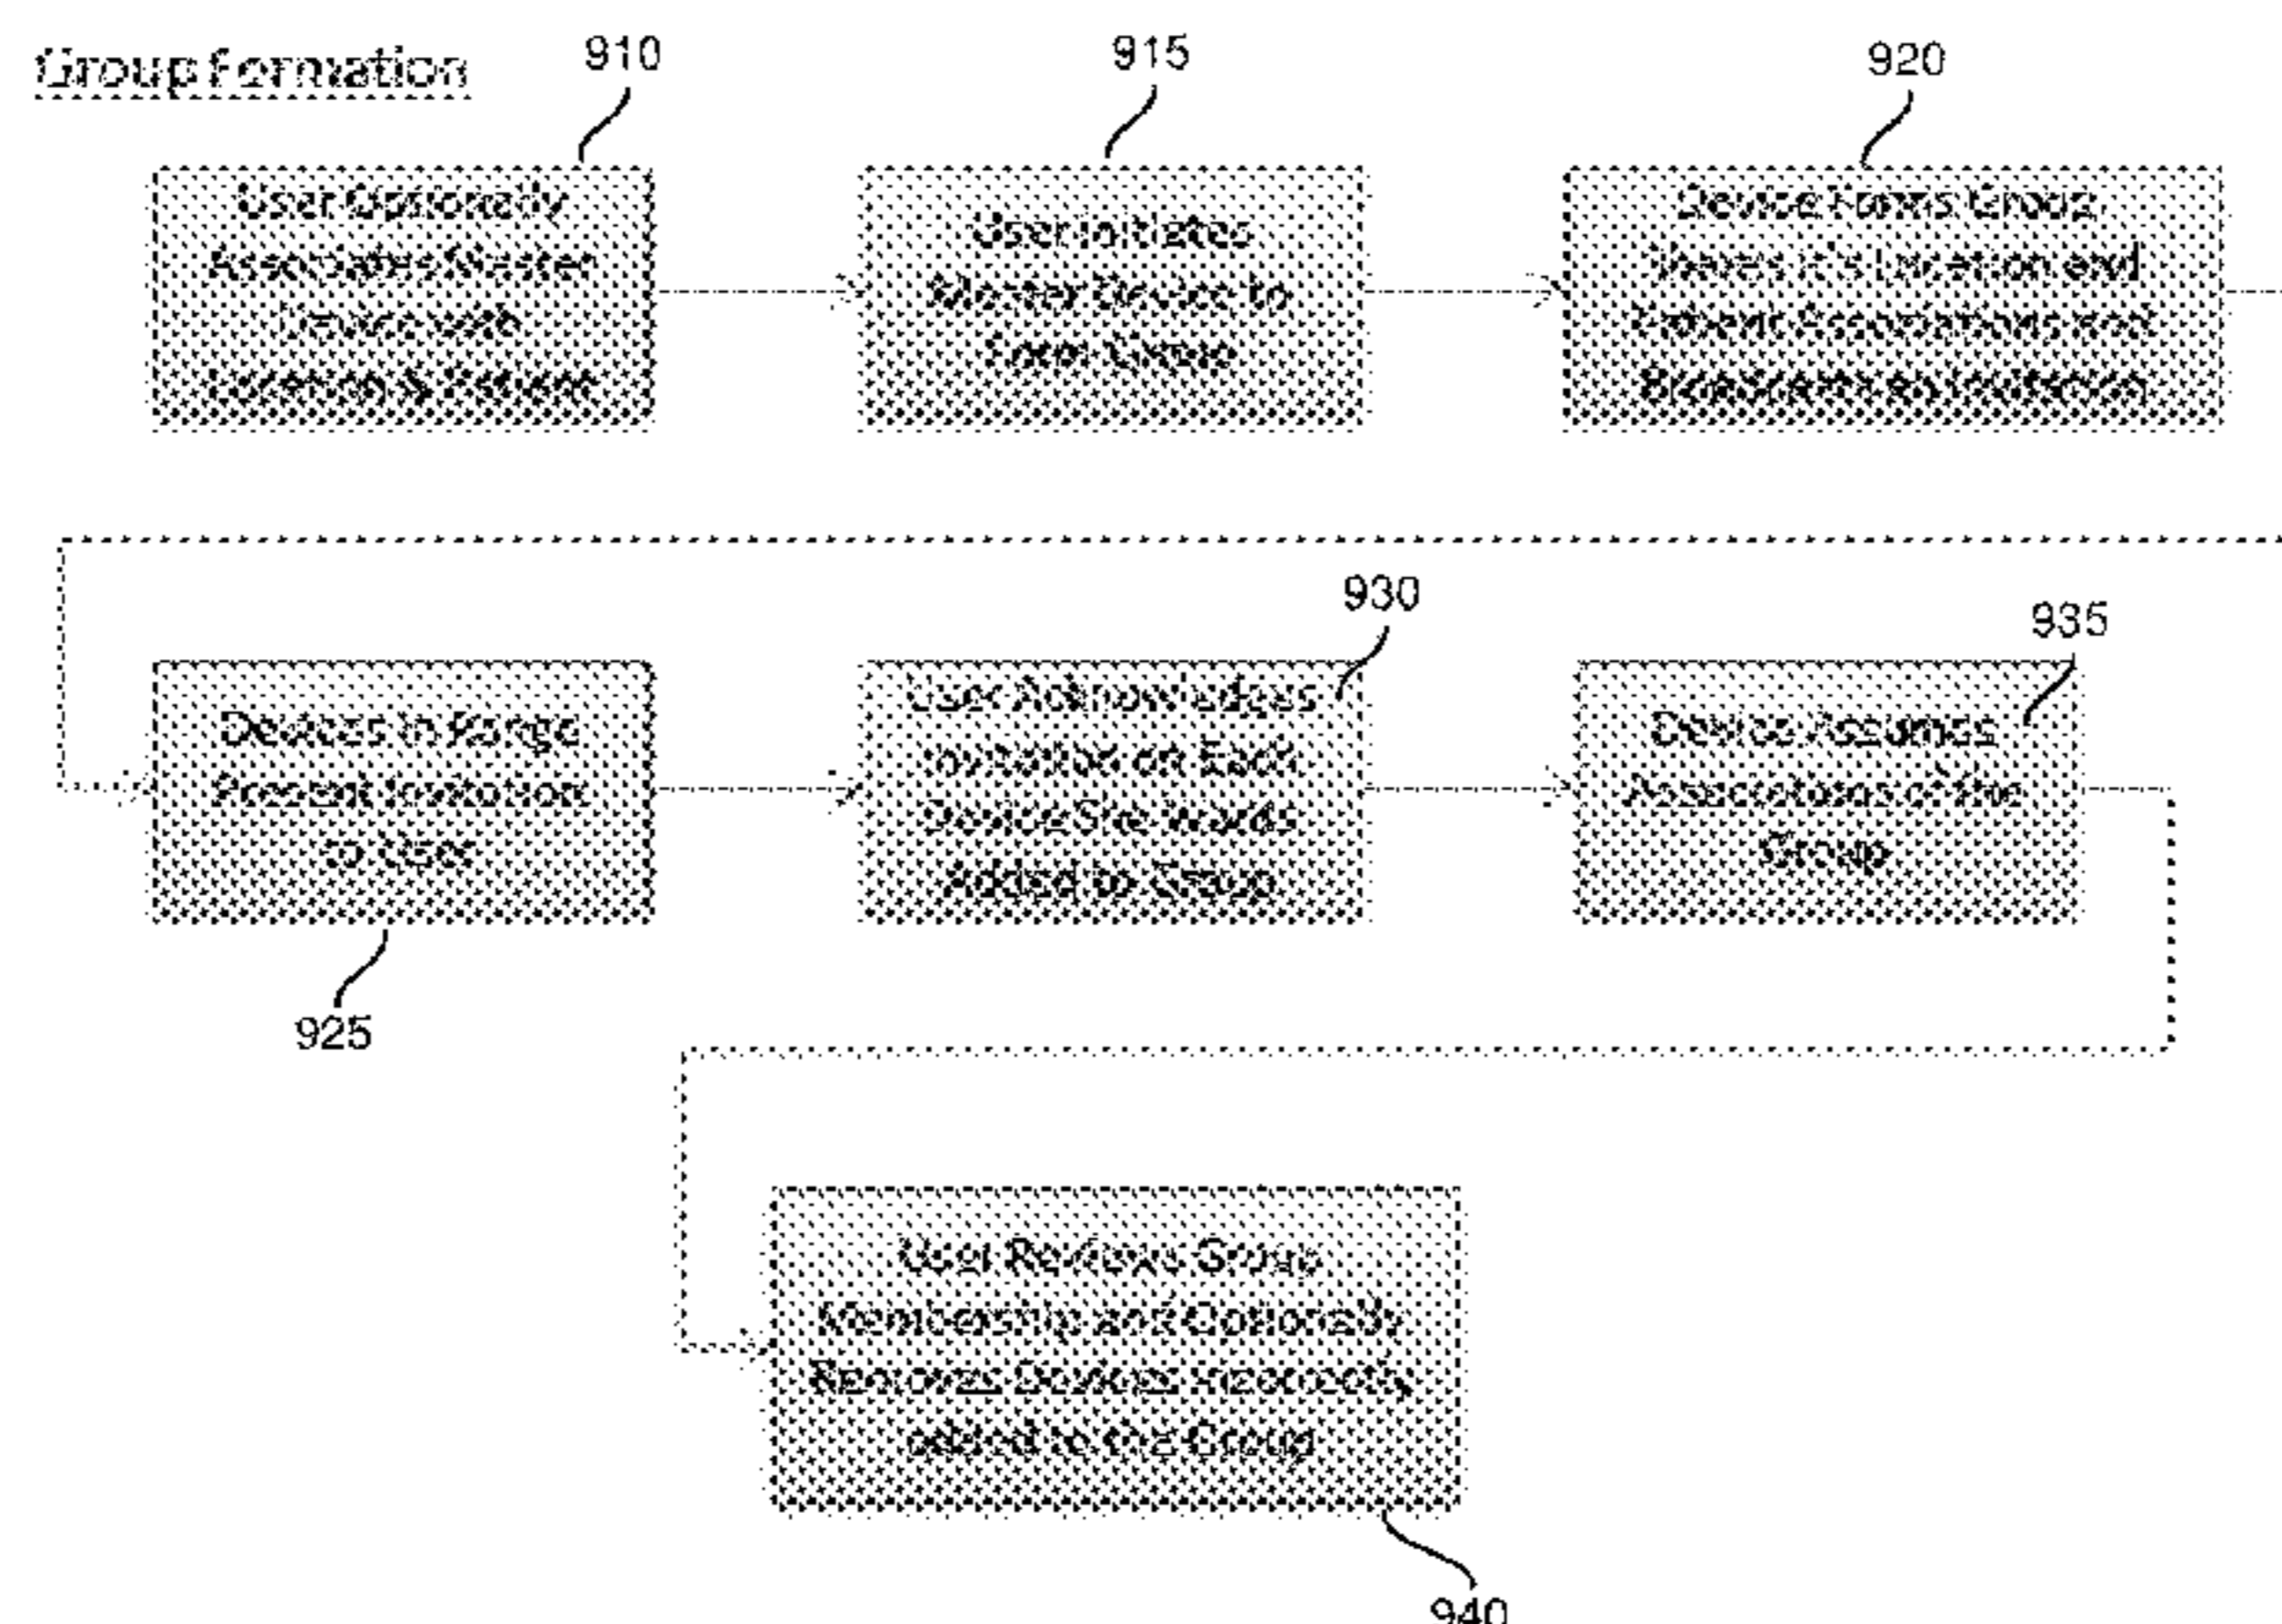 Group Formation
910
915
920
User Optionally
Associates Master
Device with
Location & Patient
User Initiates
Master Device to
Form Group
Device Forms Group
Shares it's Location and
Patient Associations and
Broadcasts an Invitation
930
935
Devices In Range
Present Invitation
to User
User Acknowledges
Invitation on Each
Device
Added to Group
Device Assumes
Associations of the
Group
925
User Reviews Group
Membership and Optionally
Removes Devices Incorrectly
added to the Group
940